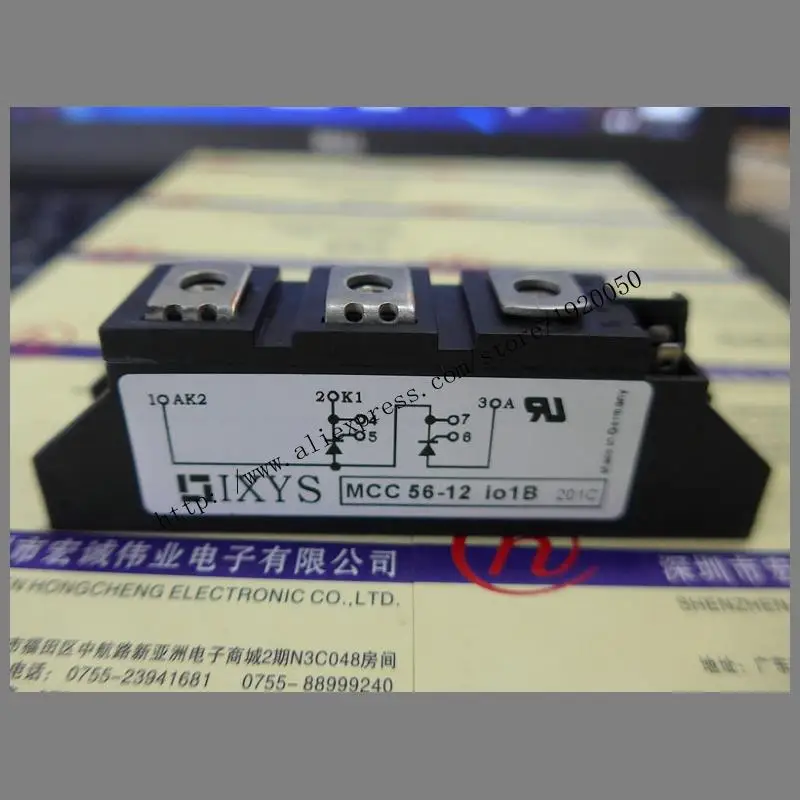 1 AK2
2 K1
3 A
4
5
7
6
Made in Germany
IXYS
MCC 56-12 io1B 201C
http://www.aliexpress.com/store/1920050
市宏诚伟业电子有限公司
N HONGCHENG ELECTRONIC CO.,LTD.
市福田区中航路新亚洲电子商城2期N3C048房间
电话: 0755-23941681 0755-88999240
深圳市宏
SHENZHEN
地址: 广东